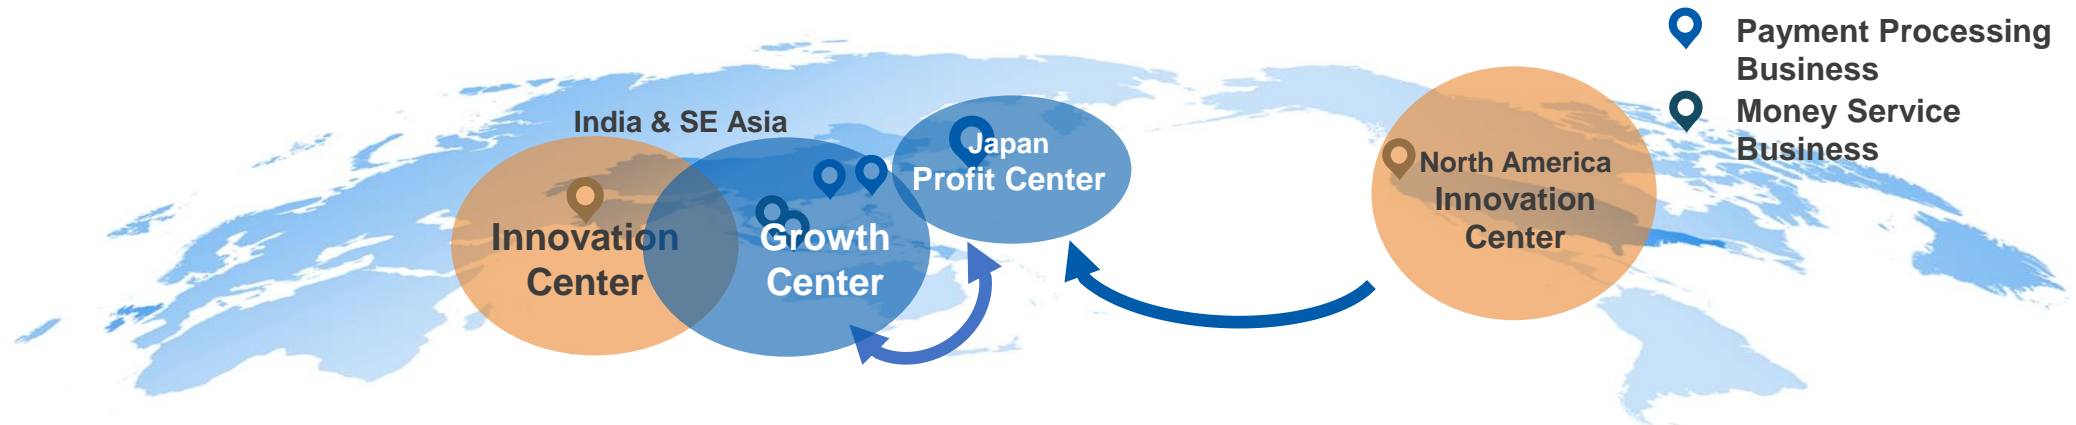 Payment Processing
Business
Money Service
Business
India & SE Asia
Innovation
Center
Growth
Center
Japan
Profit Center
North America
Innovation
Center